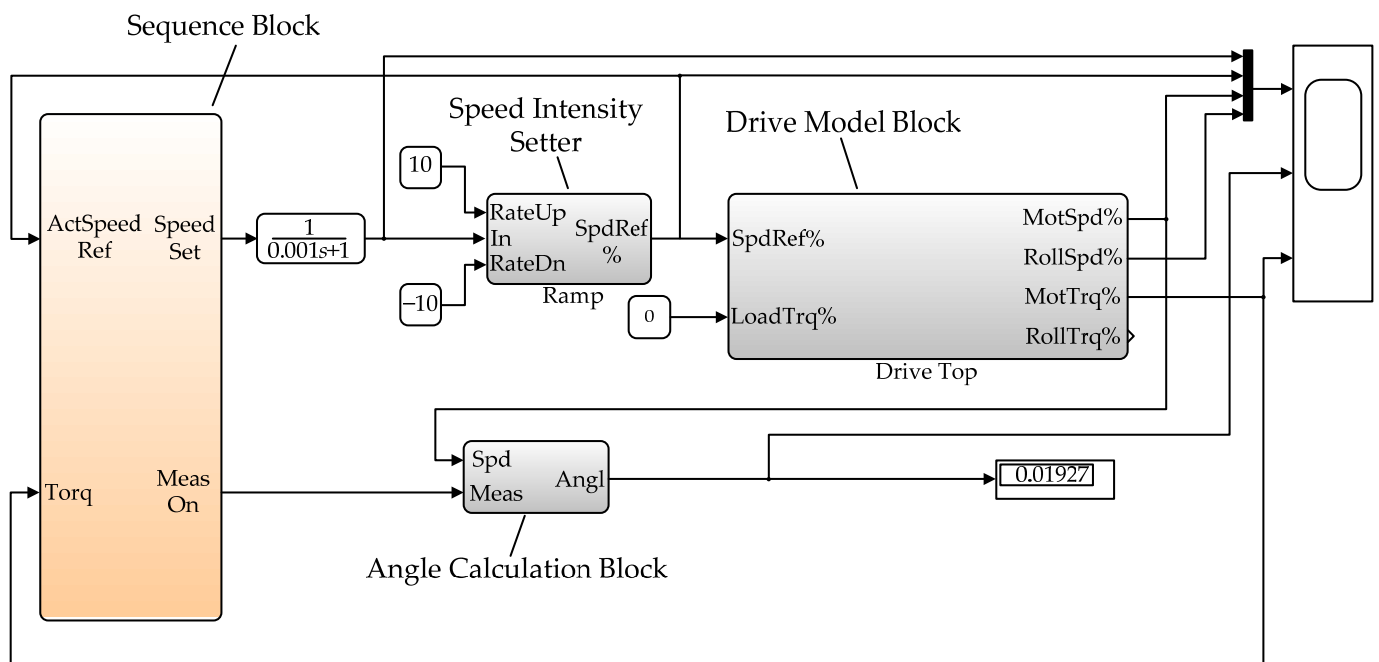 Sequence Block
Speed Intensity
Setter
Drive Model Block
ActSpeed
Ref
Speed
Set
1
0.001s+1
10
−10
RateUp
In
RateDn
SpdRef
%
Ramp
0
SpdRef%
LoadTrq%
MotSpd%
RollSpd%
MotTrq%
RollTrq%
Drive Top
Torq
Meas
On
Spd
Meas
Angl
0.01927
Angle Calculation Block